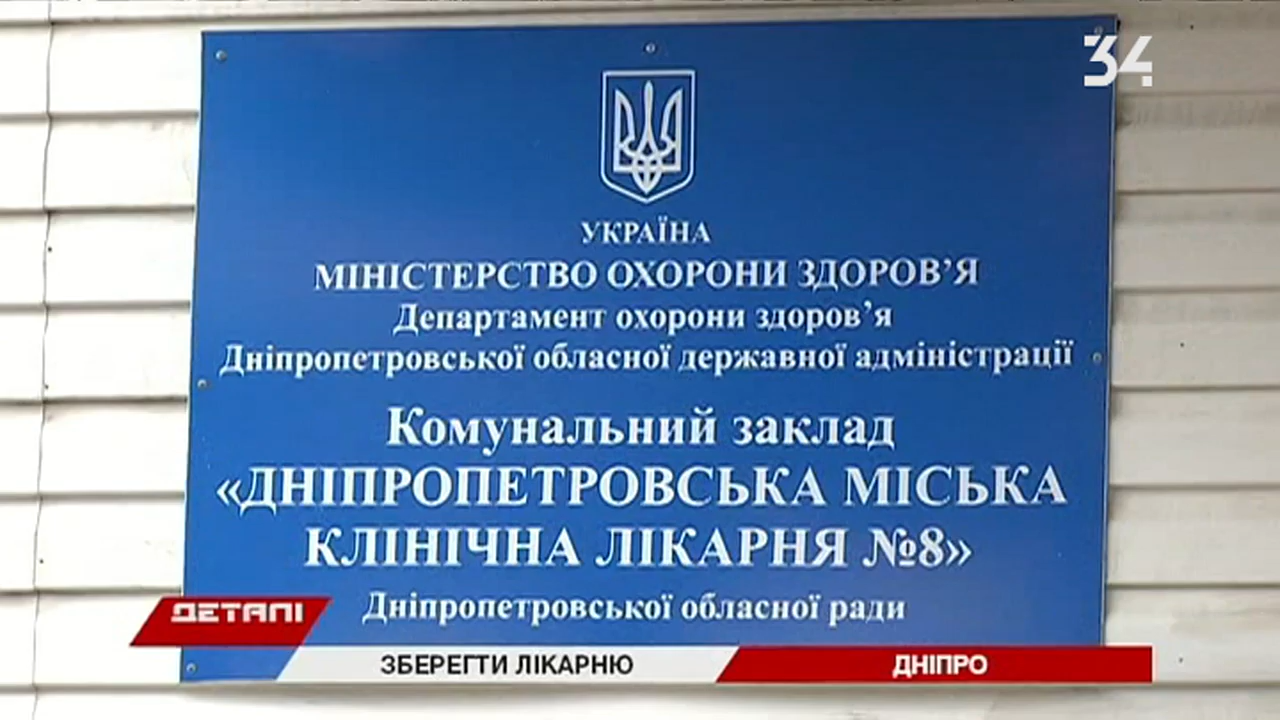 34
УКРАЇНА
МІНІСТЕРСТВО ОХОРОНИ ЗДОРОВ’Я
Департамент охорони здоров’я
Дніпропетровської обласної державної адміністрації
Комунальний заклад
«ДНІПРОПЕТРОВСЬКА МІСЬКА
КЛІНІЧНА ЛІКАРНЯ №8»
Дніпропетровської обласної ради
ДЕТАЛІ
ЗБЕРЕГТИ ЛІКАРНЮ
ДНІПРО